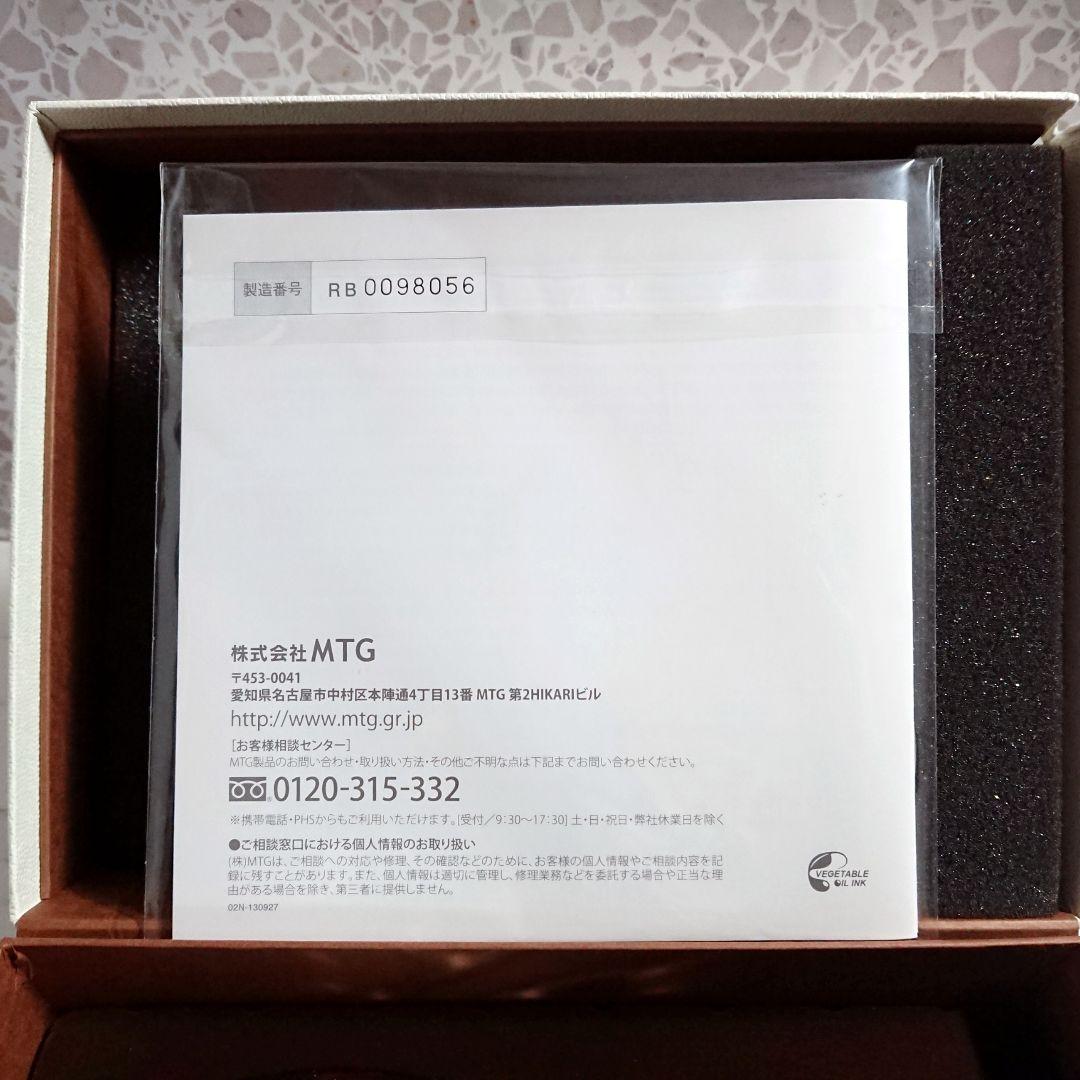 製造番号 RB 0098056
株式会社MTG
〒453-0041
愛知県名古屋市中村区本陣通4丁目13番 MTG 第2HIKARIビル
http://www.mtg.gr.jp
[お客様相談センター]
MTG製品のお問い合わせ・取り扱い方法・その他ご不明な点は下記までお問い合わせください。
0120-315-332
※携帯電話・PHSからもご利用いただけます。[受付／9:30〜17:30] 土・日・祝日・弊社休業日を除く
●ご相談窓口における個人情報のお取り扱い
(株)MTGは、ご相談への対応や修理、その確認などのために、お客様の個人情報やご相談内容を記
録に残すことがあります。また、個人情報は適切に管理し、修理業務などを委託する場合や正当な理
由がある場合を除き、第三者に提供しません。
02N-130927
VEGETABLE
OIL INK